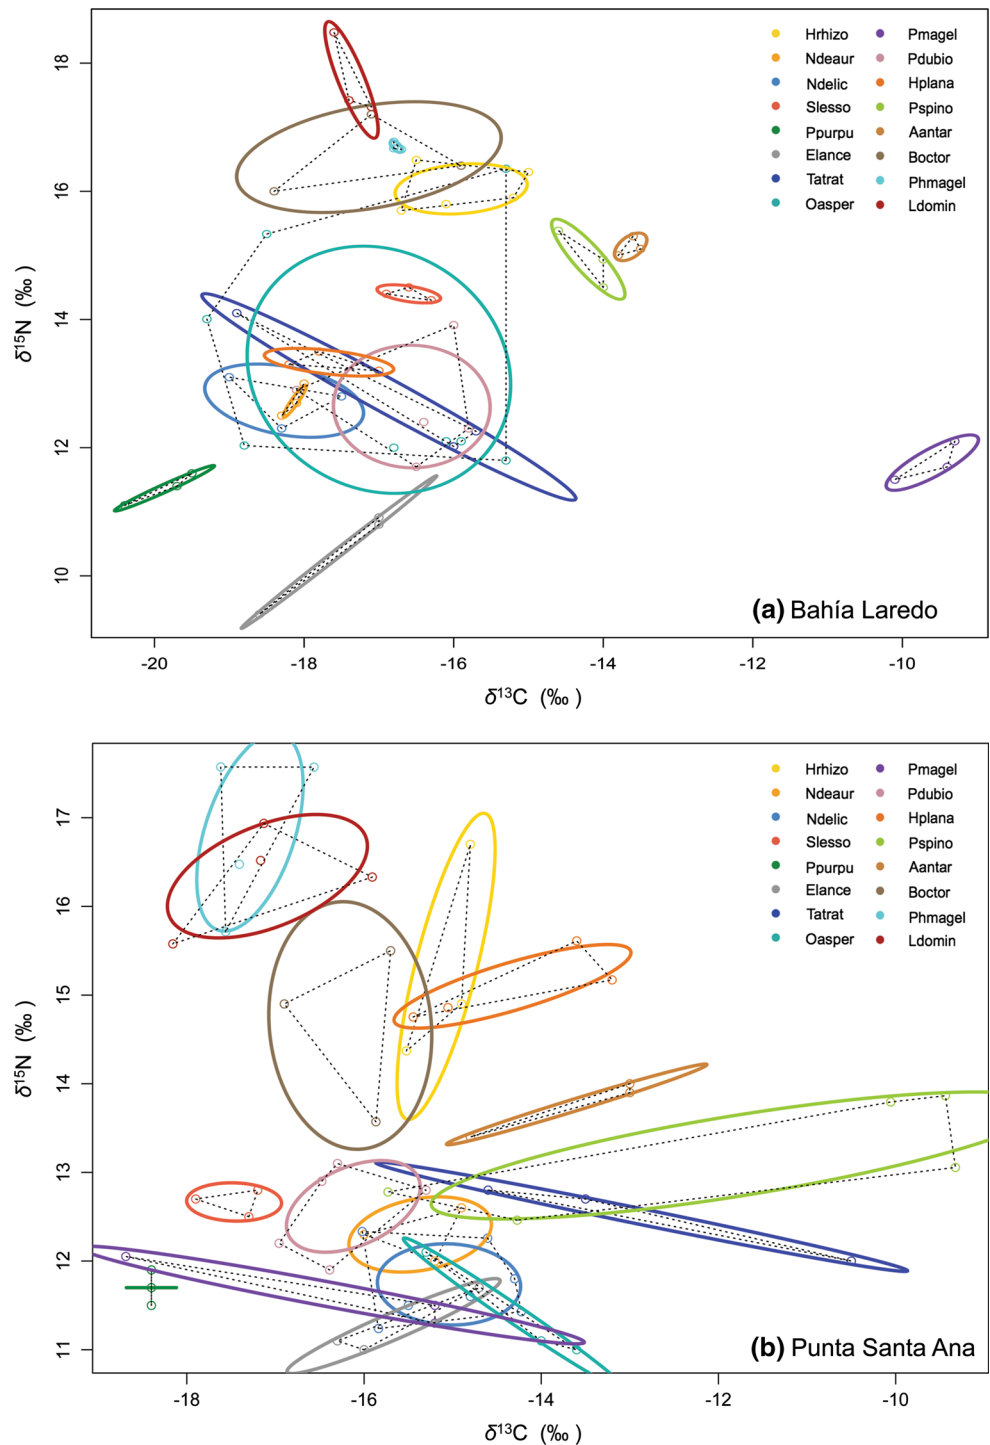 Hrhizo Pmagel
Ndeaur Pdubio
Ndelic Hplana
Slesso Pspino
Ppurpu Aantar
Elance Boctor
Tatrat Phmagel
Oasper Ldomin
18
16
14
12
10
δ¹⁵N (‰)
(a) Bahía Laredo
-20 -18 -16 -14 -12 -10
δ¹³C (‰)
Hrhizo Pmagel
Ndeaur Pdubio
Ndelic Hplana
Slesso Pspino
Ppurpu Aantar
Elance Boctor
Tatrat Phmagel
Oasper Ldomin
17
16
15
14
13
12
11
δ¹⁵N (‰)
(b) Punta Santa Ana
-18 -16 -14 -12 -10
δ¹³C (‰)